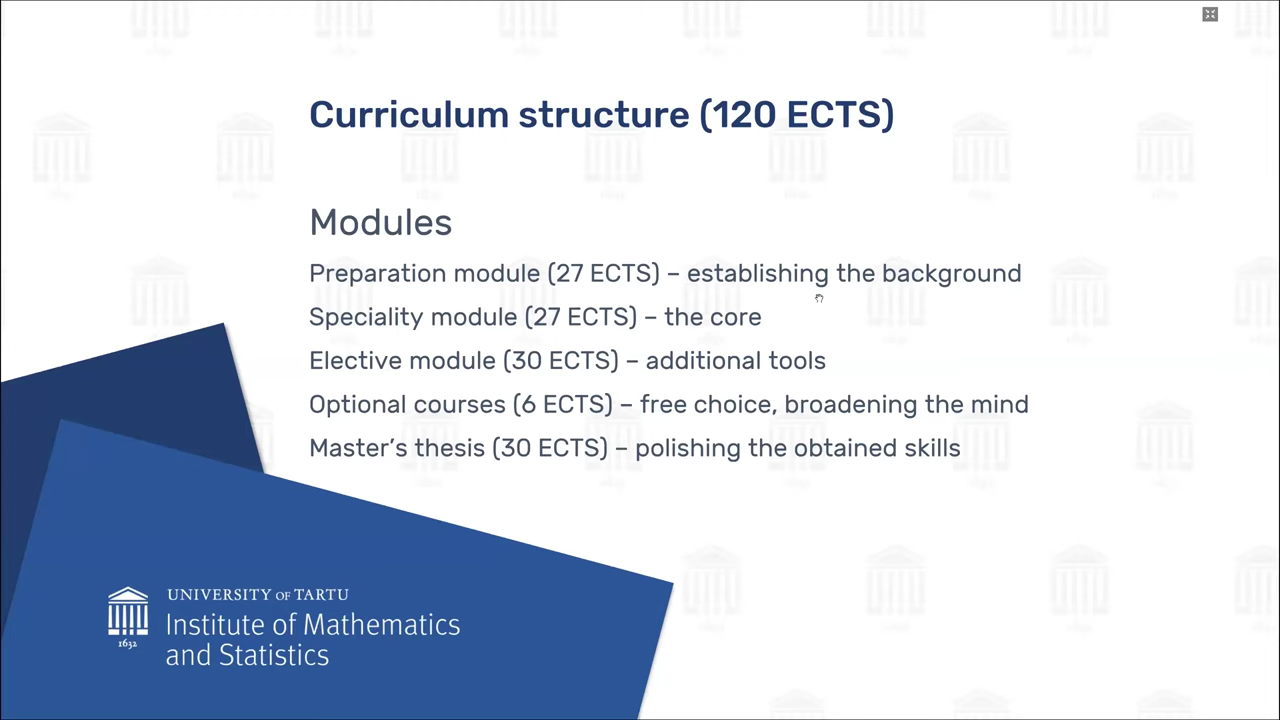 Curriculum structure (120 ECTS)
Modules
Preparation module (27 ECTS) – establishing the background
Speciality module (27 ECTS) – the core
Elective module (30 ECTS) – additional tools
Optional courses (6 ECTS) – free choice, broadening the mind
Master’s thesis (30 ECTS) – polishing the obtained skills
UNIVERSITY OF TARTU
Institute of Mathematics
and Statistics
1632